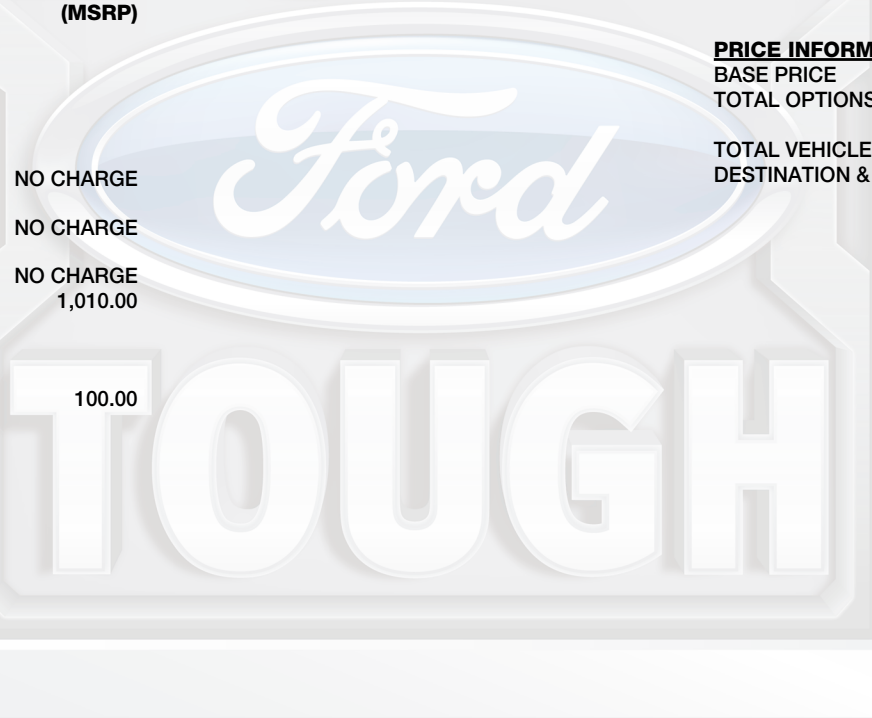 (MSRP)
NO CHARGE
NO CHARGE
NO CHARGE
1,010.00
100.00
PRICE INFORM
BASE PRICE
TOTAL OPTIONS
TOTAL VEHICLE
DESTINATION &
Ford
TOUGH